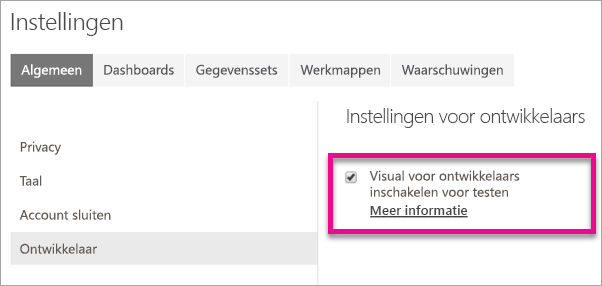 Instellingen
Algemeen Dashboards Gegevenssets Werkmappen Waarschuwingen
Privacy
Taal
Account sluiten
Ontwikkelaar
Instellingen voor ontwikkelaars
Visual voor ontwikkelaars
inschakelen voor testen
Meer informatie